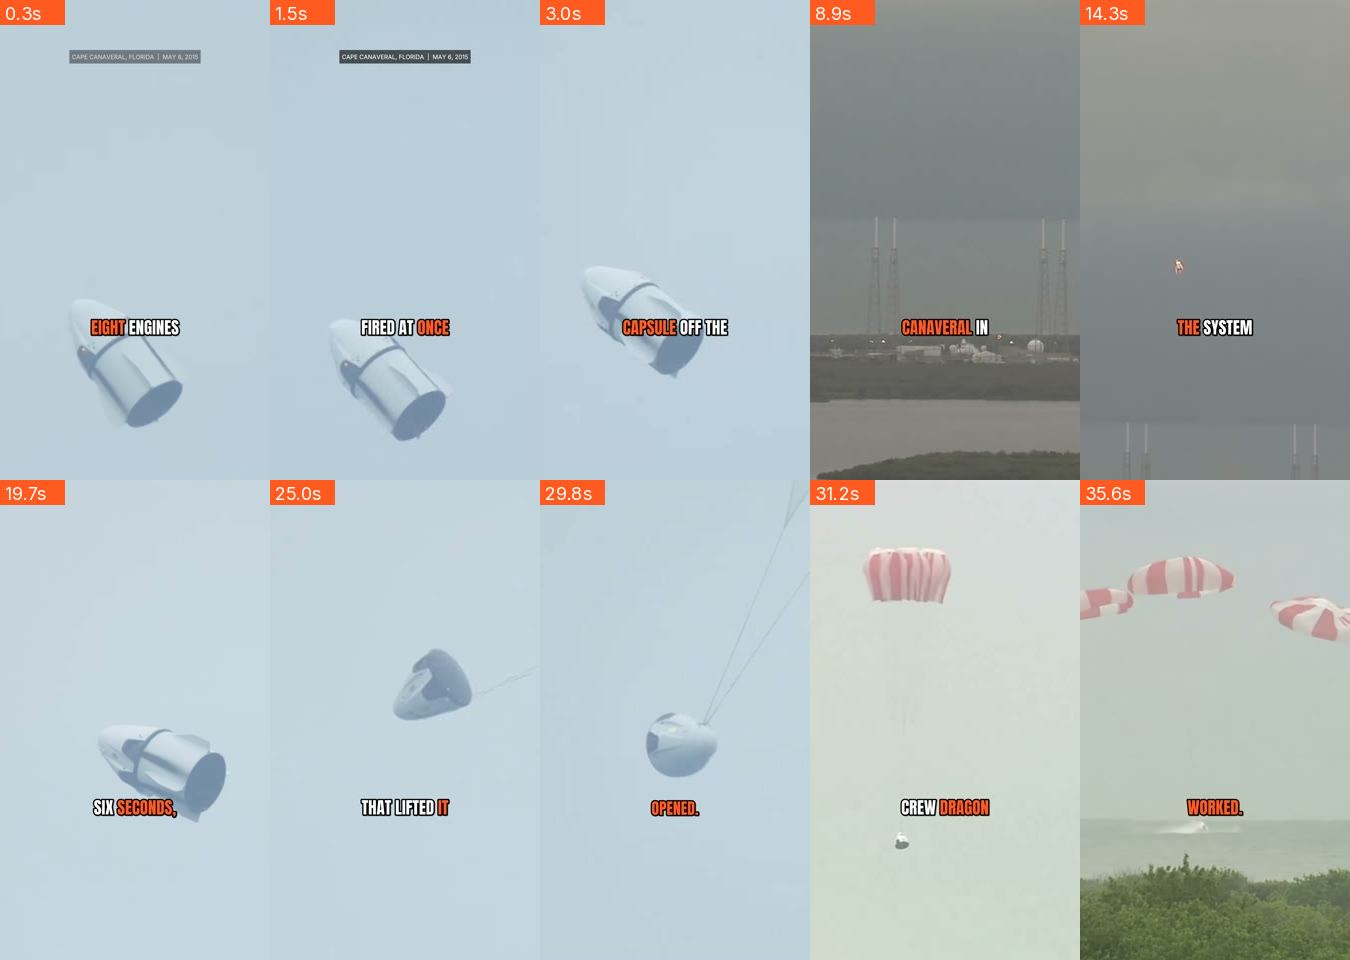 0.3s
CAPE CANAVERAL, FLORIDA | MAY 6, 2015
EIGHT ENGINES
1.5s
CAPE CANAVERAL, FLORIDA | MAY 6, 2015
FIRED AT ONCE
3.0s
CAPSULE OFF THE
8.9s
CANAVERAL IN
14.3s
THE SYSTEM
19.7s
SIX SECONDS,
25.0s
THAT LIFTED IT
29.8s
OPENED.
31.2s
CREW DRAGON
35.6s
WORKED.